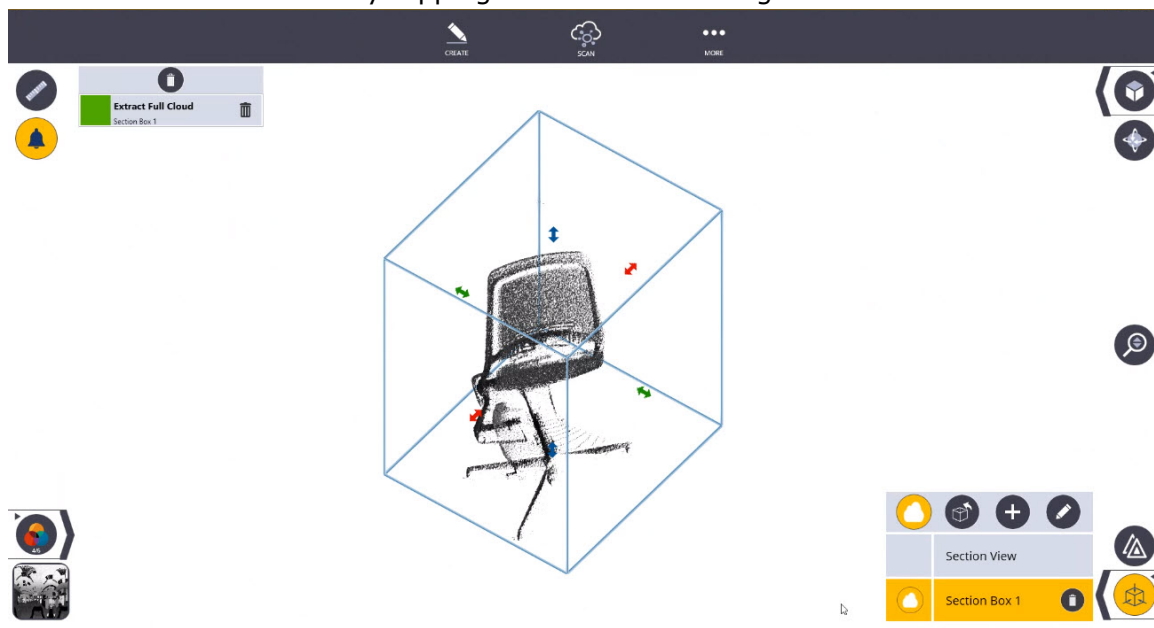 CREATE
SCAN
MORE
Extract Full Cloud
Section Box 1
4/6
Section View
Section Box 1